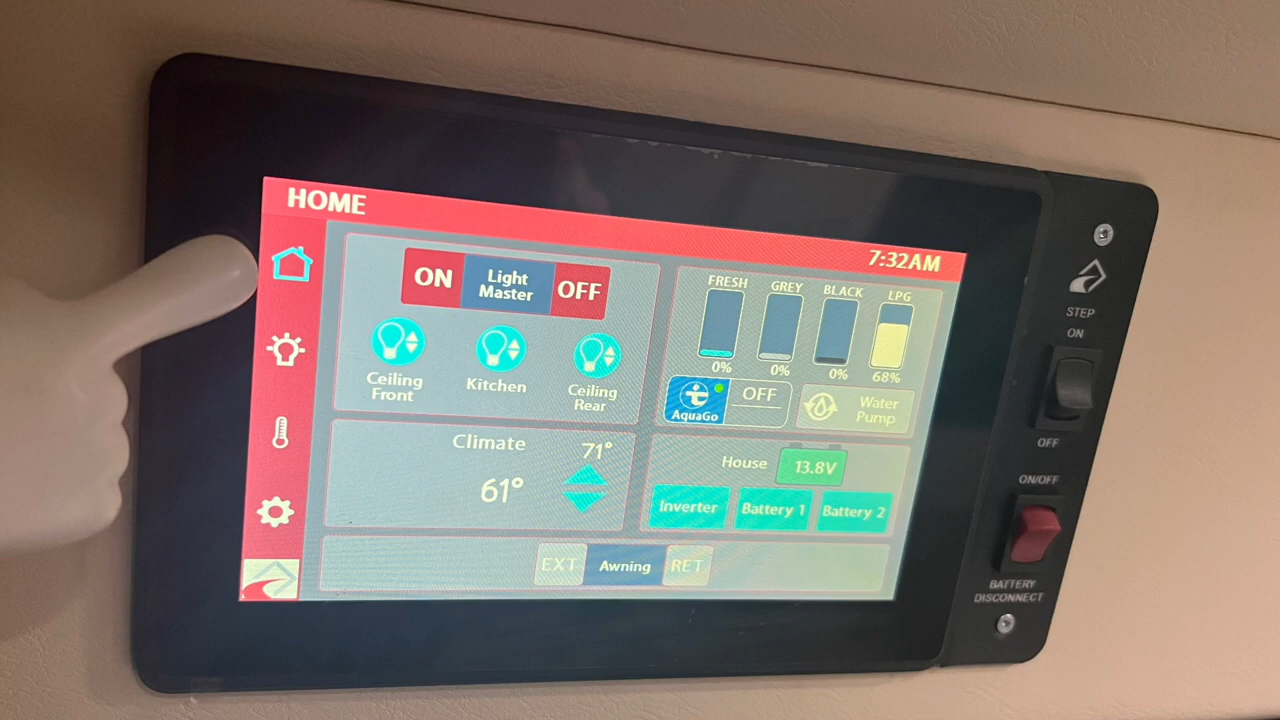 HOME
7:32AM
ON
Light
Master
OFF
Ceiling
Front
Kitchen
Ceiling
Rear
FRESH GREY BLACK LPG
0% 0% 0% 68%
AquaGo
OFF
Water
Pump
Climate 71°
61°
House 13.8V
Inverter Battery 1 Battery 2
EXT Awning RET
STEP
ON
OFF
ON/OFF
BATTERY
DISCONNECT